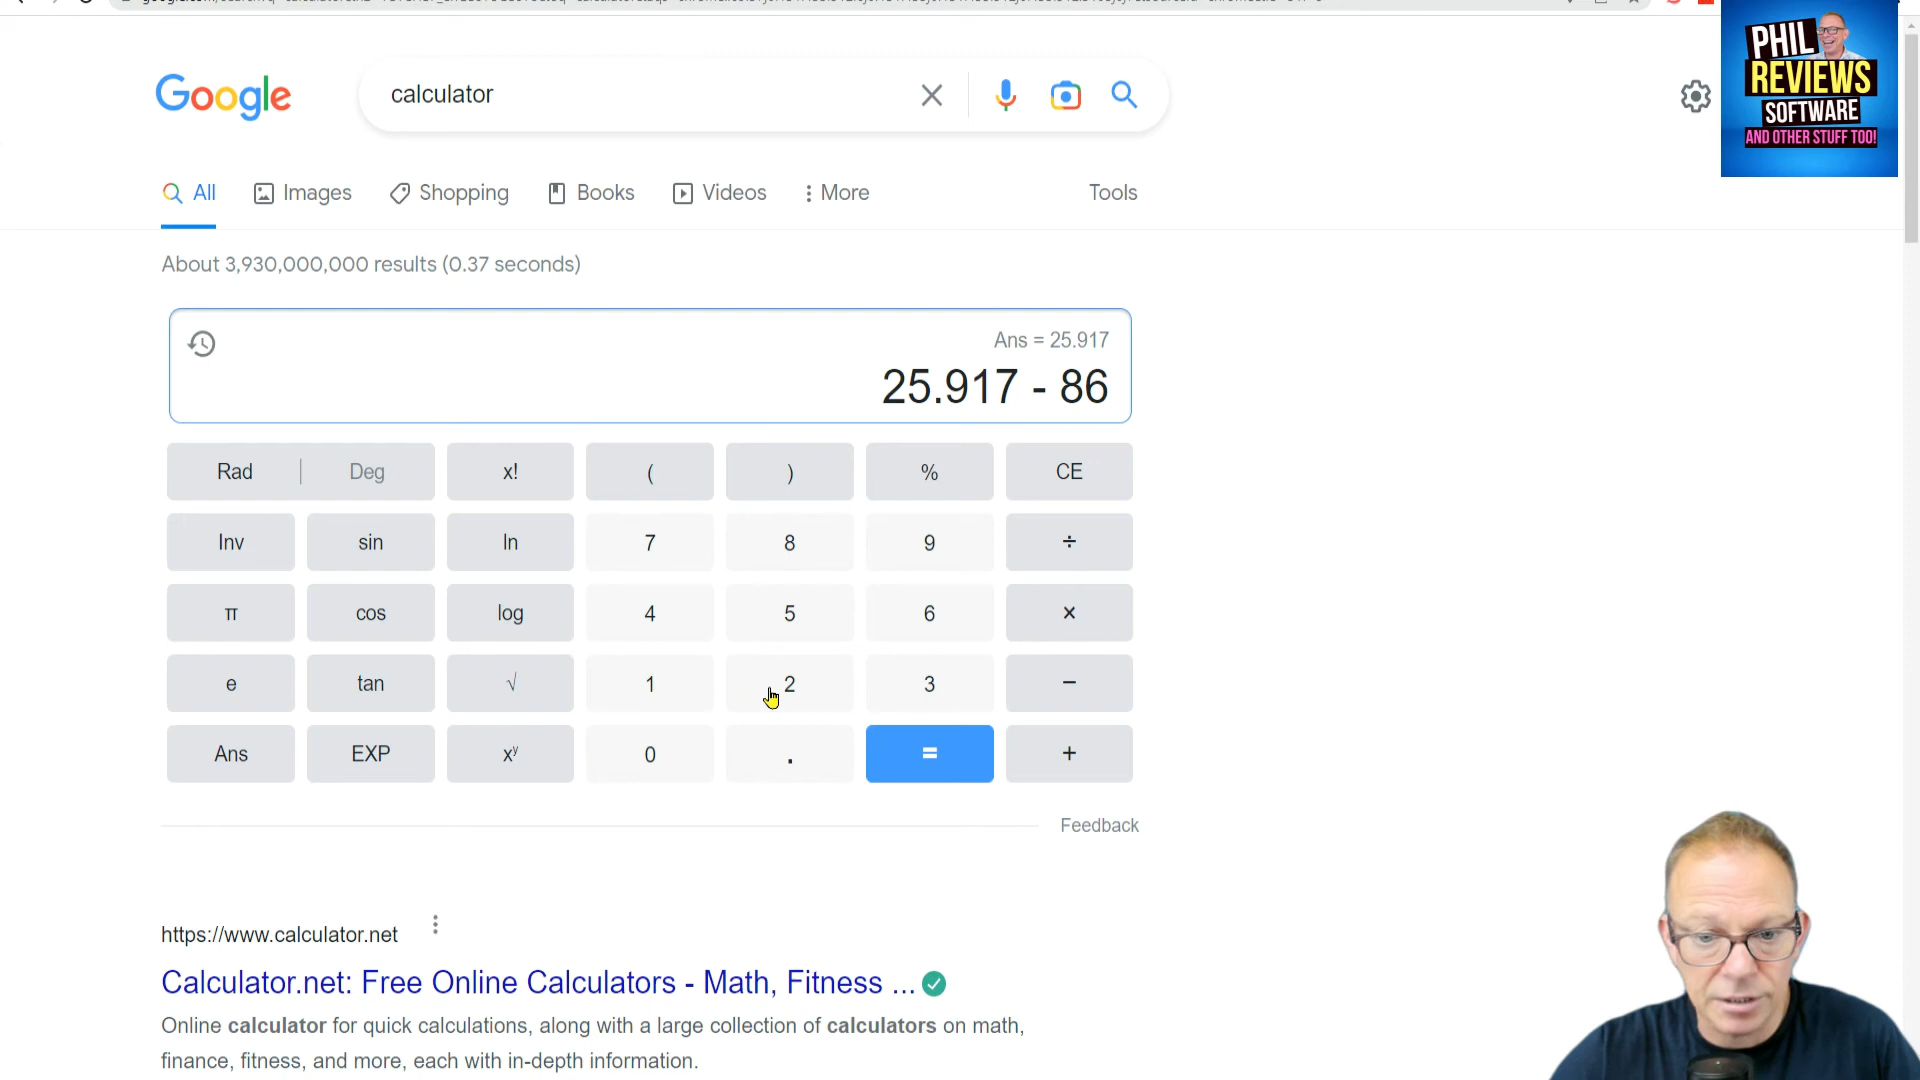 PHIL
REVIEWS
SOFTWARE
AND OTHER STUFF TOO!
Google
calculator
All
Images
Shopping
Books
Videos
More
Tools
About 3,930,000,000 results (0.37 seconds)
Ans = 25.917
25.917 - 86
Rad | Deg x! ( ) % CE
Inv sin ln 7 8 9 ÷
π cos log 4 5 6 ×
e tan √ 1 2 3 −
Ans EXP xʸ 0 . = +
Feedback
https://www.calculator.net
Calculator.net: Free Online Calculators - Math, Fitness ...
Online calculator for quick calculations, along with a large collection of calculators on math,
finance, fitness, and more, each with in-depth information.